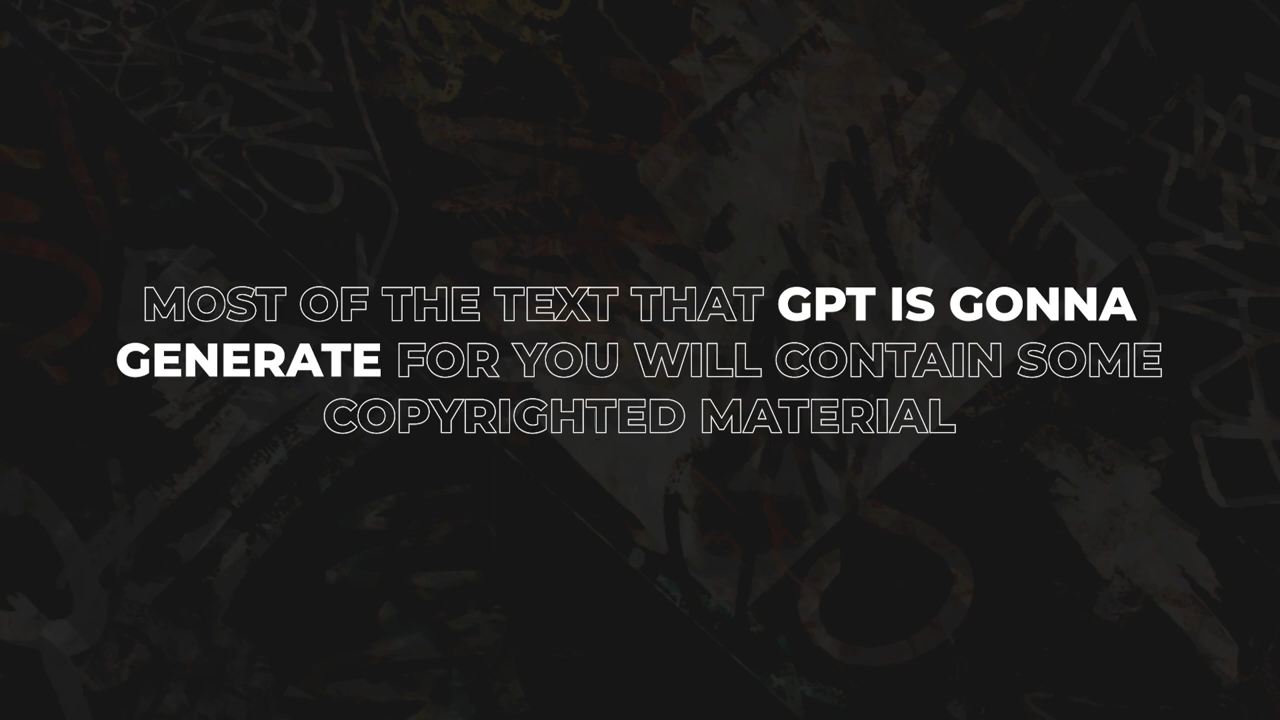 MOST OF THE TEXT THAT GPT IS GONNA
GENERATE FOR YOU WILL CONTAIN SOME
COPYRIGHTED MATERIAL